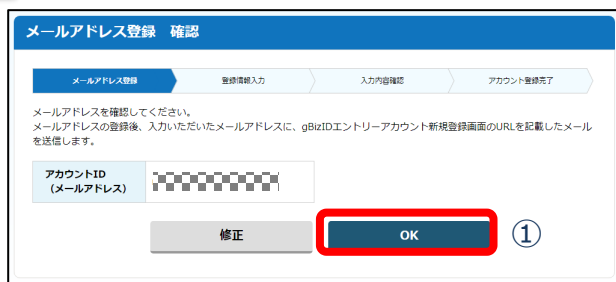 メールアドレス登録　確認
メールアドレス登録
登録情報入力
入力内容確認
アカウント登録完了
メールアドレスを確認してください。
メールアドレスの登録後、入力いただいたメールアドレスに、gBizIDエントリーアカウント新規登録画面のURLを記載したメール
を送信します。
アカウントID
（メールアドレス）
修正
OK
①